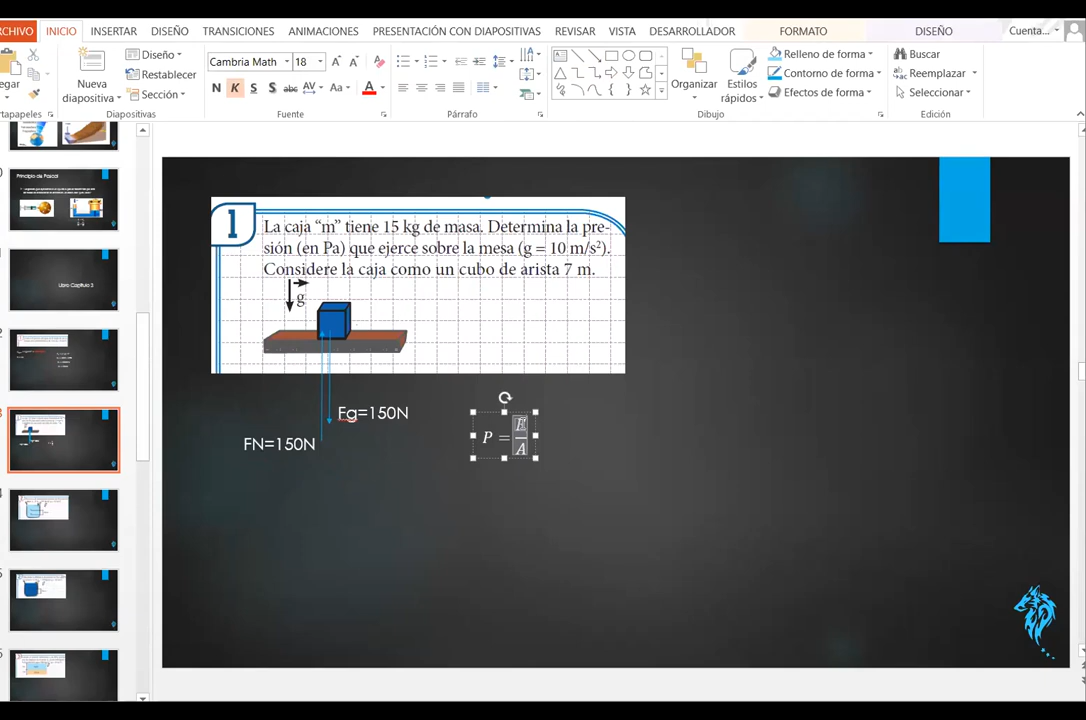 ARCHIVO INICIO INSERTAR DISEÑO TRANSICIONES ANIMACIONES PRESENTACIÓN CON DIAPOSITIVAS REVISAR VISTA DESARROLLADOR FORMATO DISEÑO Cuenta...
Diseño
Cambria Math 18
Relleno de forma
Buscar
Restablecer
Contorno de forma
Reemplazar
Nueva diapositiva
Sección
N K S S abc AV Aa A
Organizar
Estilos rápidos
Efectos de forma
Seleccionar
Diapositivas Fuente Párrafo Dibujo Edición
Principio de Pascal
Libro Capitulo 3
1
La caja “m” tiene 15 kg de masa. Determina la pre-
sión (en Pa) que ejerce sobre la mesa (g = 10 m/s²).
Considere la caja como un cubo de arista 7 m.
g
Fg=150N
FN=150N
P = F/A